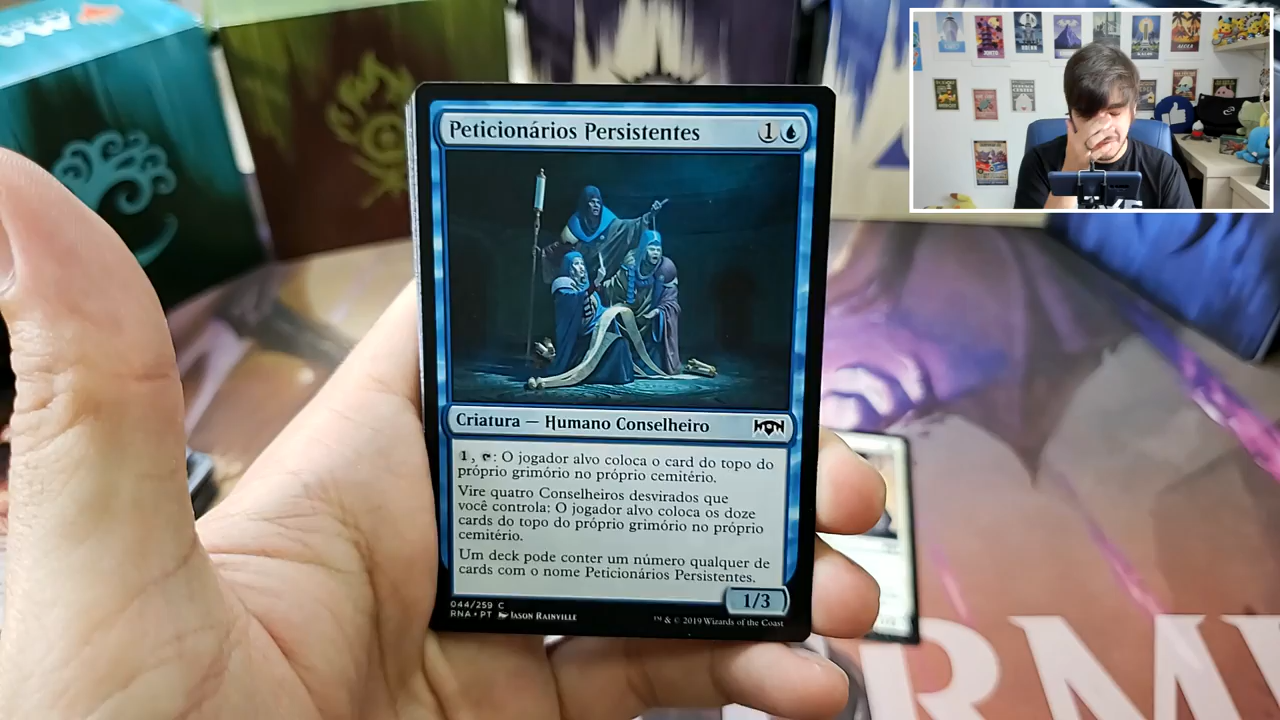 Peticionários Persistentes 1
Criatura — Humano Conselheiro
1, : O jogador alvo coloca o card do topo do
próprio grimório no próprio cemitério.
Vire quatro Conselheiros desvirados que
você controla: O jogador alvo coloca os doze
cards do topo do próprio grimório no próprio
cemitério.
Um deck pode conter um número qualquer de
cards com o nome Peticionários Persistentes.
1/3
044/259 C
RNA • PT Jason Rainville
™ & © 2019 Wizards of the Coast